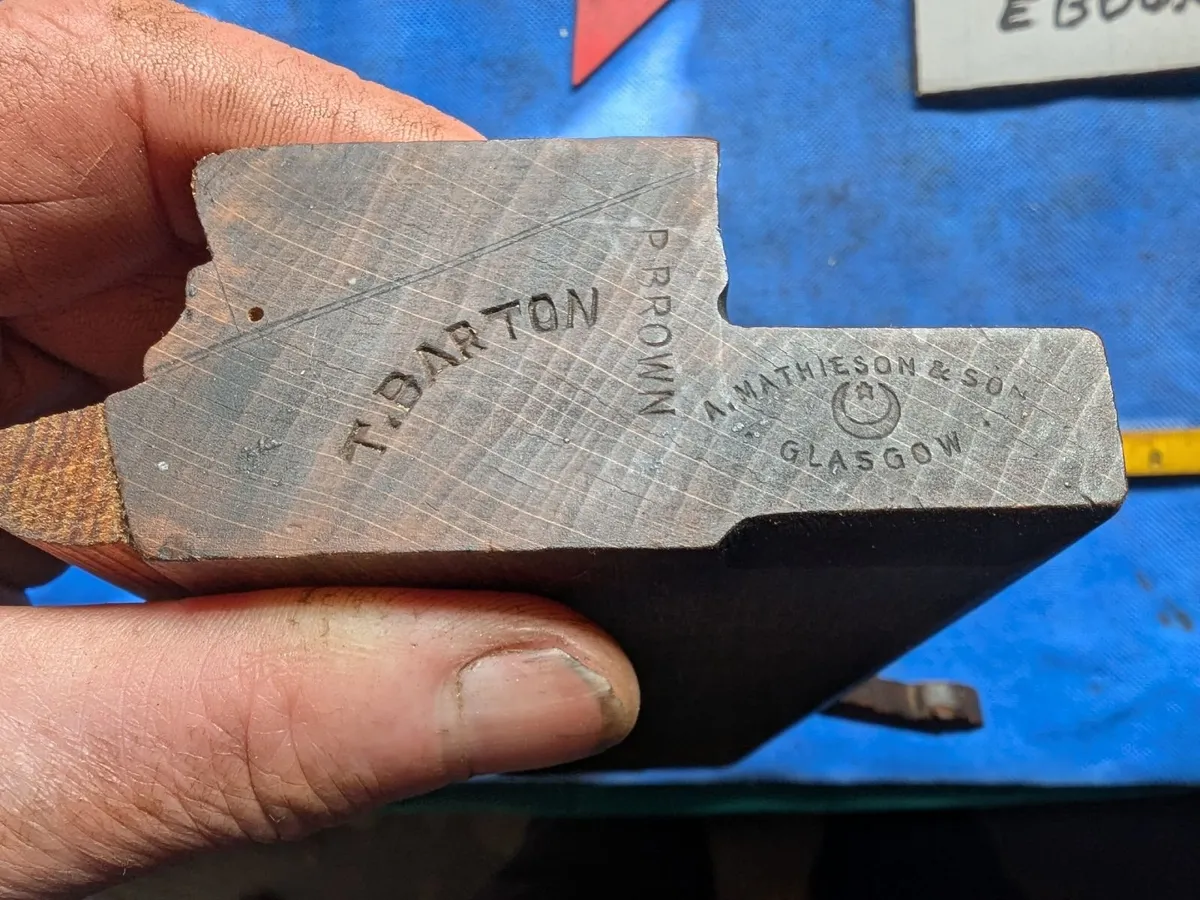 T.BARTON
P.BROWN
A. MATHIESON & SON
GLASGOW